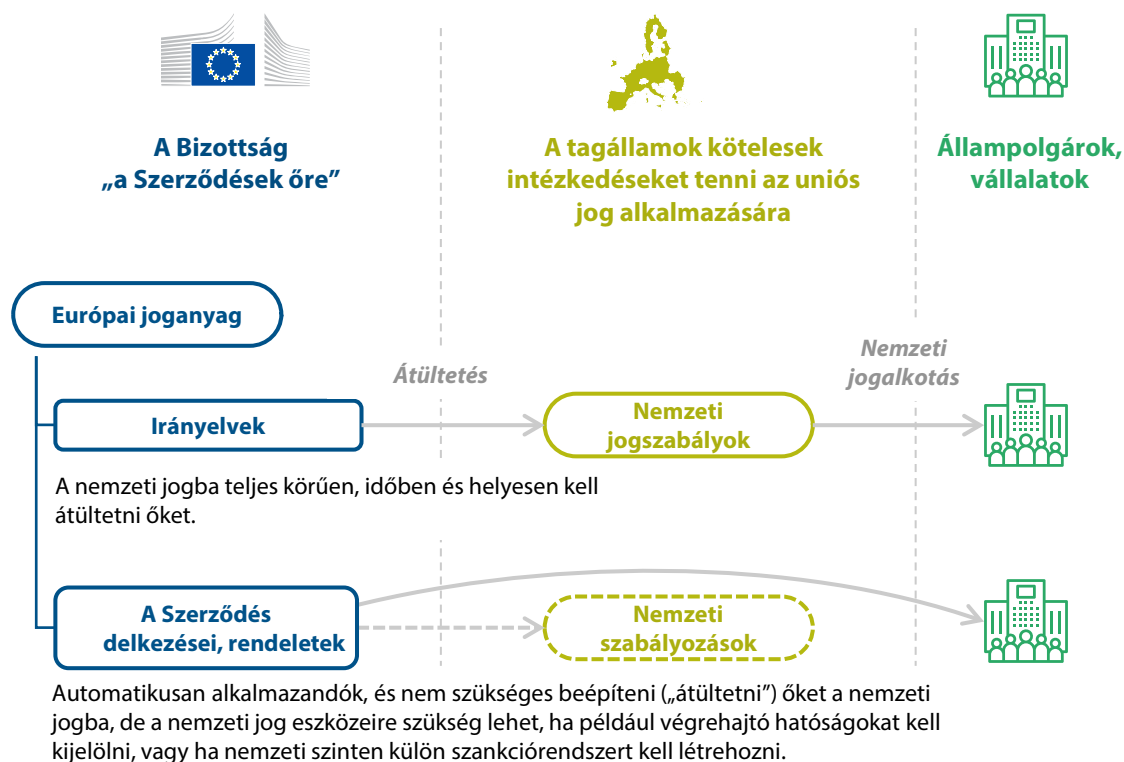 A Bizottság
„a Szerződések őre”
A tagállamok kötelesek
intézkedéseket tenni az uniós
jog alkalmazására
Állampolgárok,
vállalatok
Európai joganyag
Átültetés
Nemzeti
jogalkotás
Irányelvek
Nemzeti
jogszabályok
A nemzeti jogba teljes körűen, időben és helyesen kell
átültetni őket.
A Szerződés
delkezései, rendeletek
Nemzeti
szabályozások
Automatikusan alkalmazandók, és nem szükséges beépíteni („átültetni”) őket a nemzeti
jogba, de a nemzeti jog eszközeire szükség lehet, ha például végrehajtó hatóságokat kell
kijelölni, vagy ha nemzeti szinten külön szankciórendszert kell létrehozni.